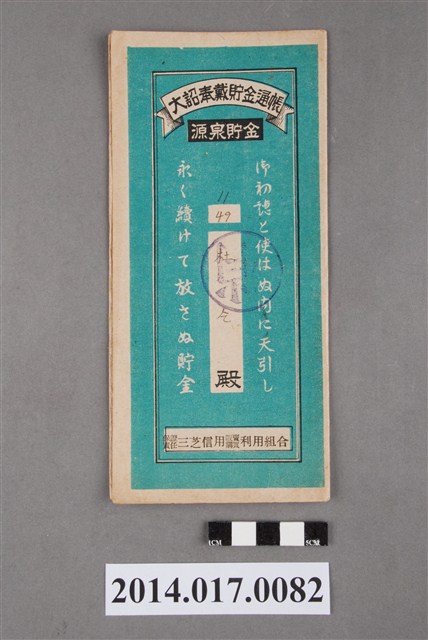 大詔奉戴貯金通帳
源泉貯金
御初穂と使はぬ内に天引し
永く續けて放さぬ貯金
11
49
殿
三芝信用購買利用組合
1CM
5CM
2014.017.0082